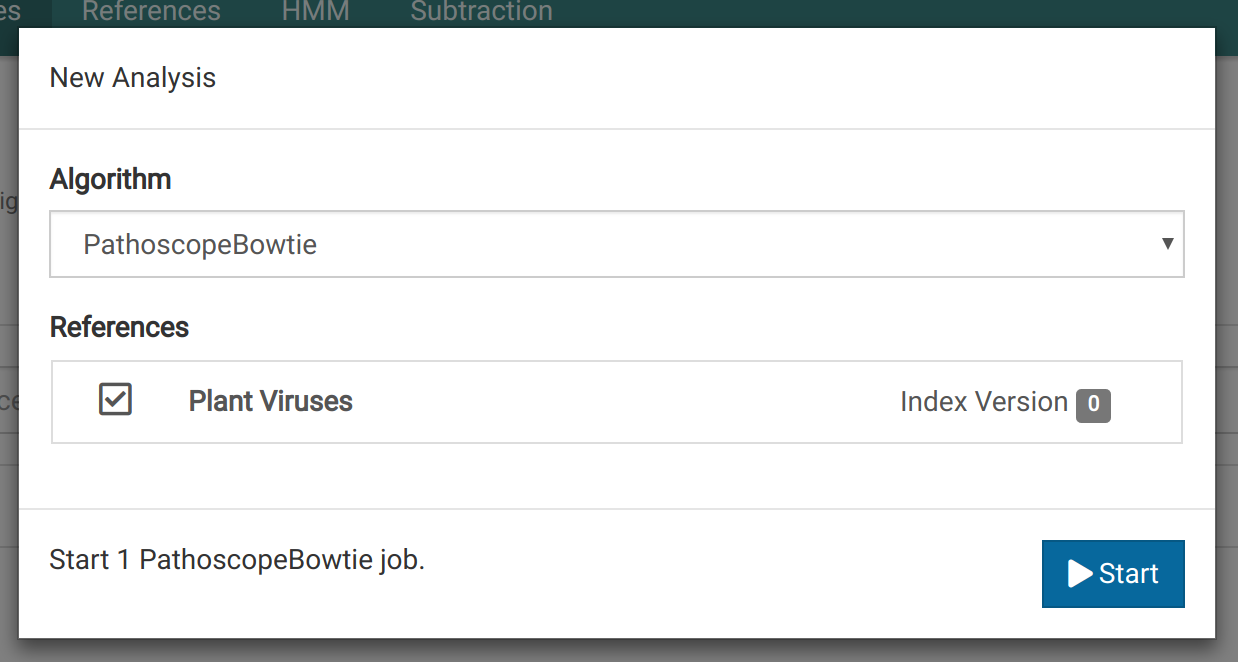 es References HMM Subtraction
New Analysis
Algorithm
PathoscopeBowtie
References
Plant Viruses Index Version 0
Start 1 PathoscopeBowtie job.
Start